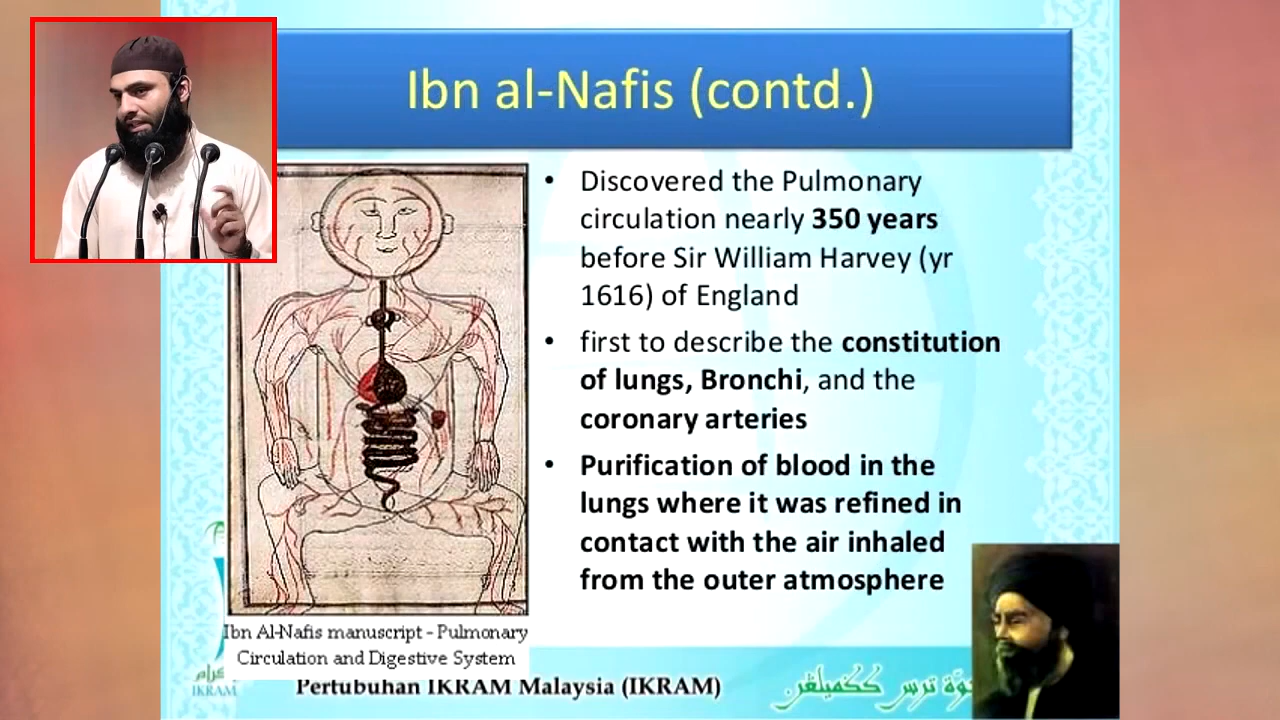 Ibn al-Nafis (contd.)
• Discovered the Pulmonary
circulation nearly 350 years
before Sir William Harvey (yr
1616) of England
• first to describe the constitution
of lungs, Bronchi, and the
coronary arteries
• Purification of blood in the
lungs where it was refined in
contact with the air inhaled
from the outer atmosphere
Ibn Al-Nafis manuscript - Pulmonary
Circulation and Digestive System
IKRAM
Pertubuhan IKRAM Malaysia (IKRAM)